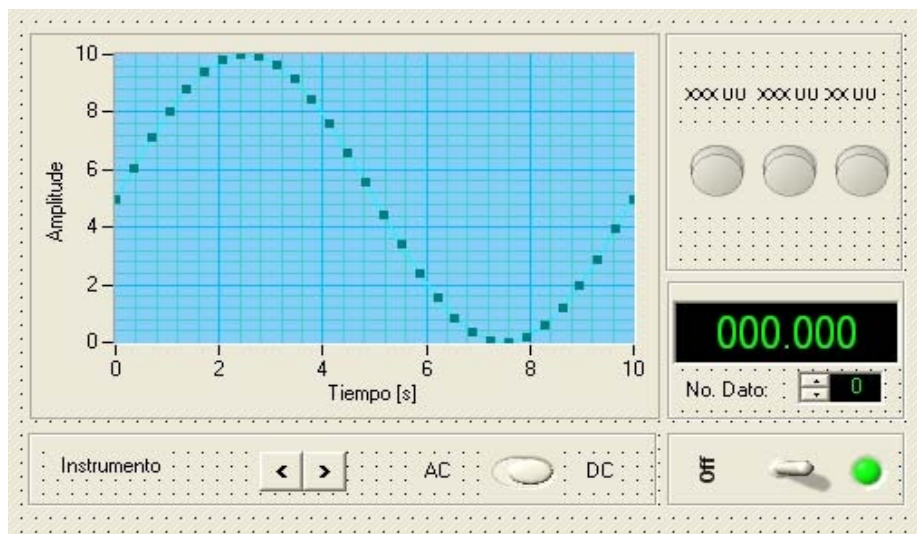 10
8
6
4
2
0
Amplitude
0 2 4 6 8 10
Tiempo [s]
XXX UU XXX UU XX UU
000.000
No. Dato: 0
Instrumento < > AC DC
Off